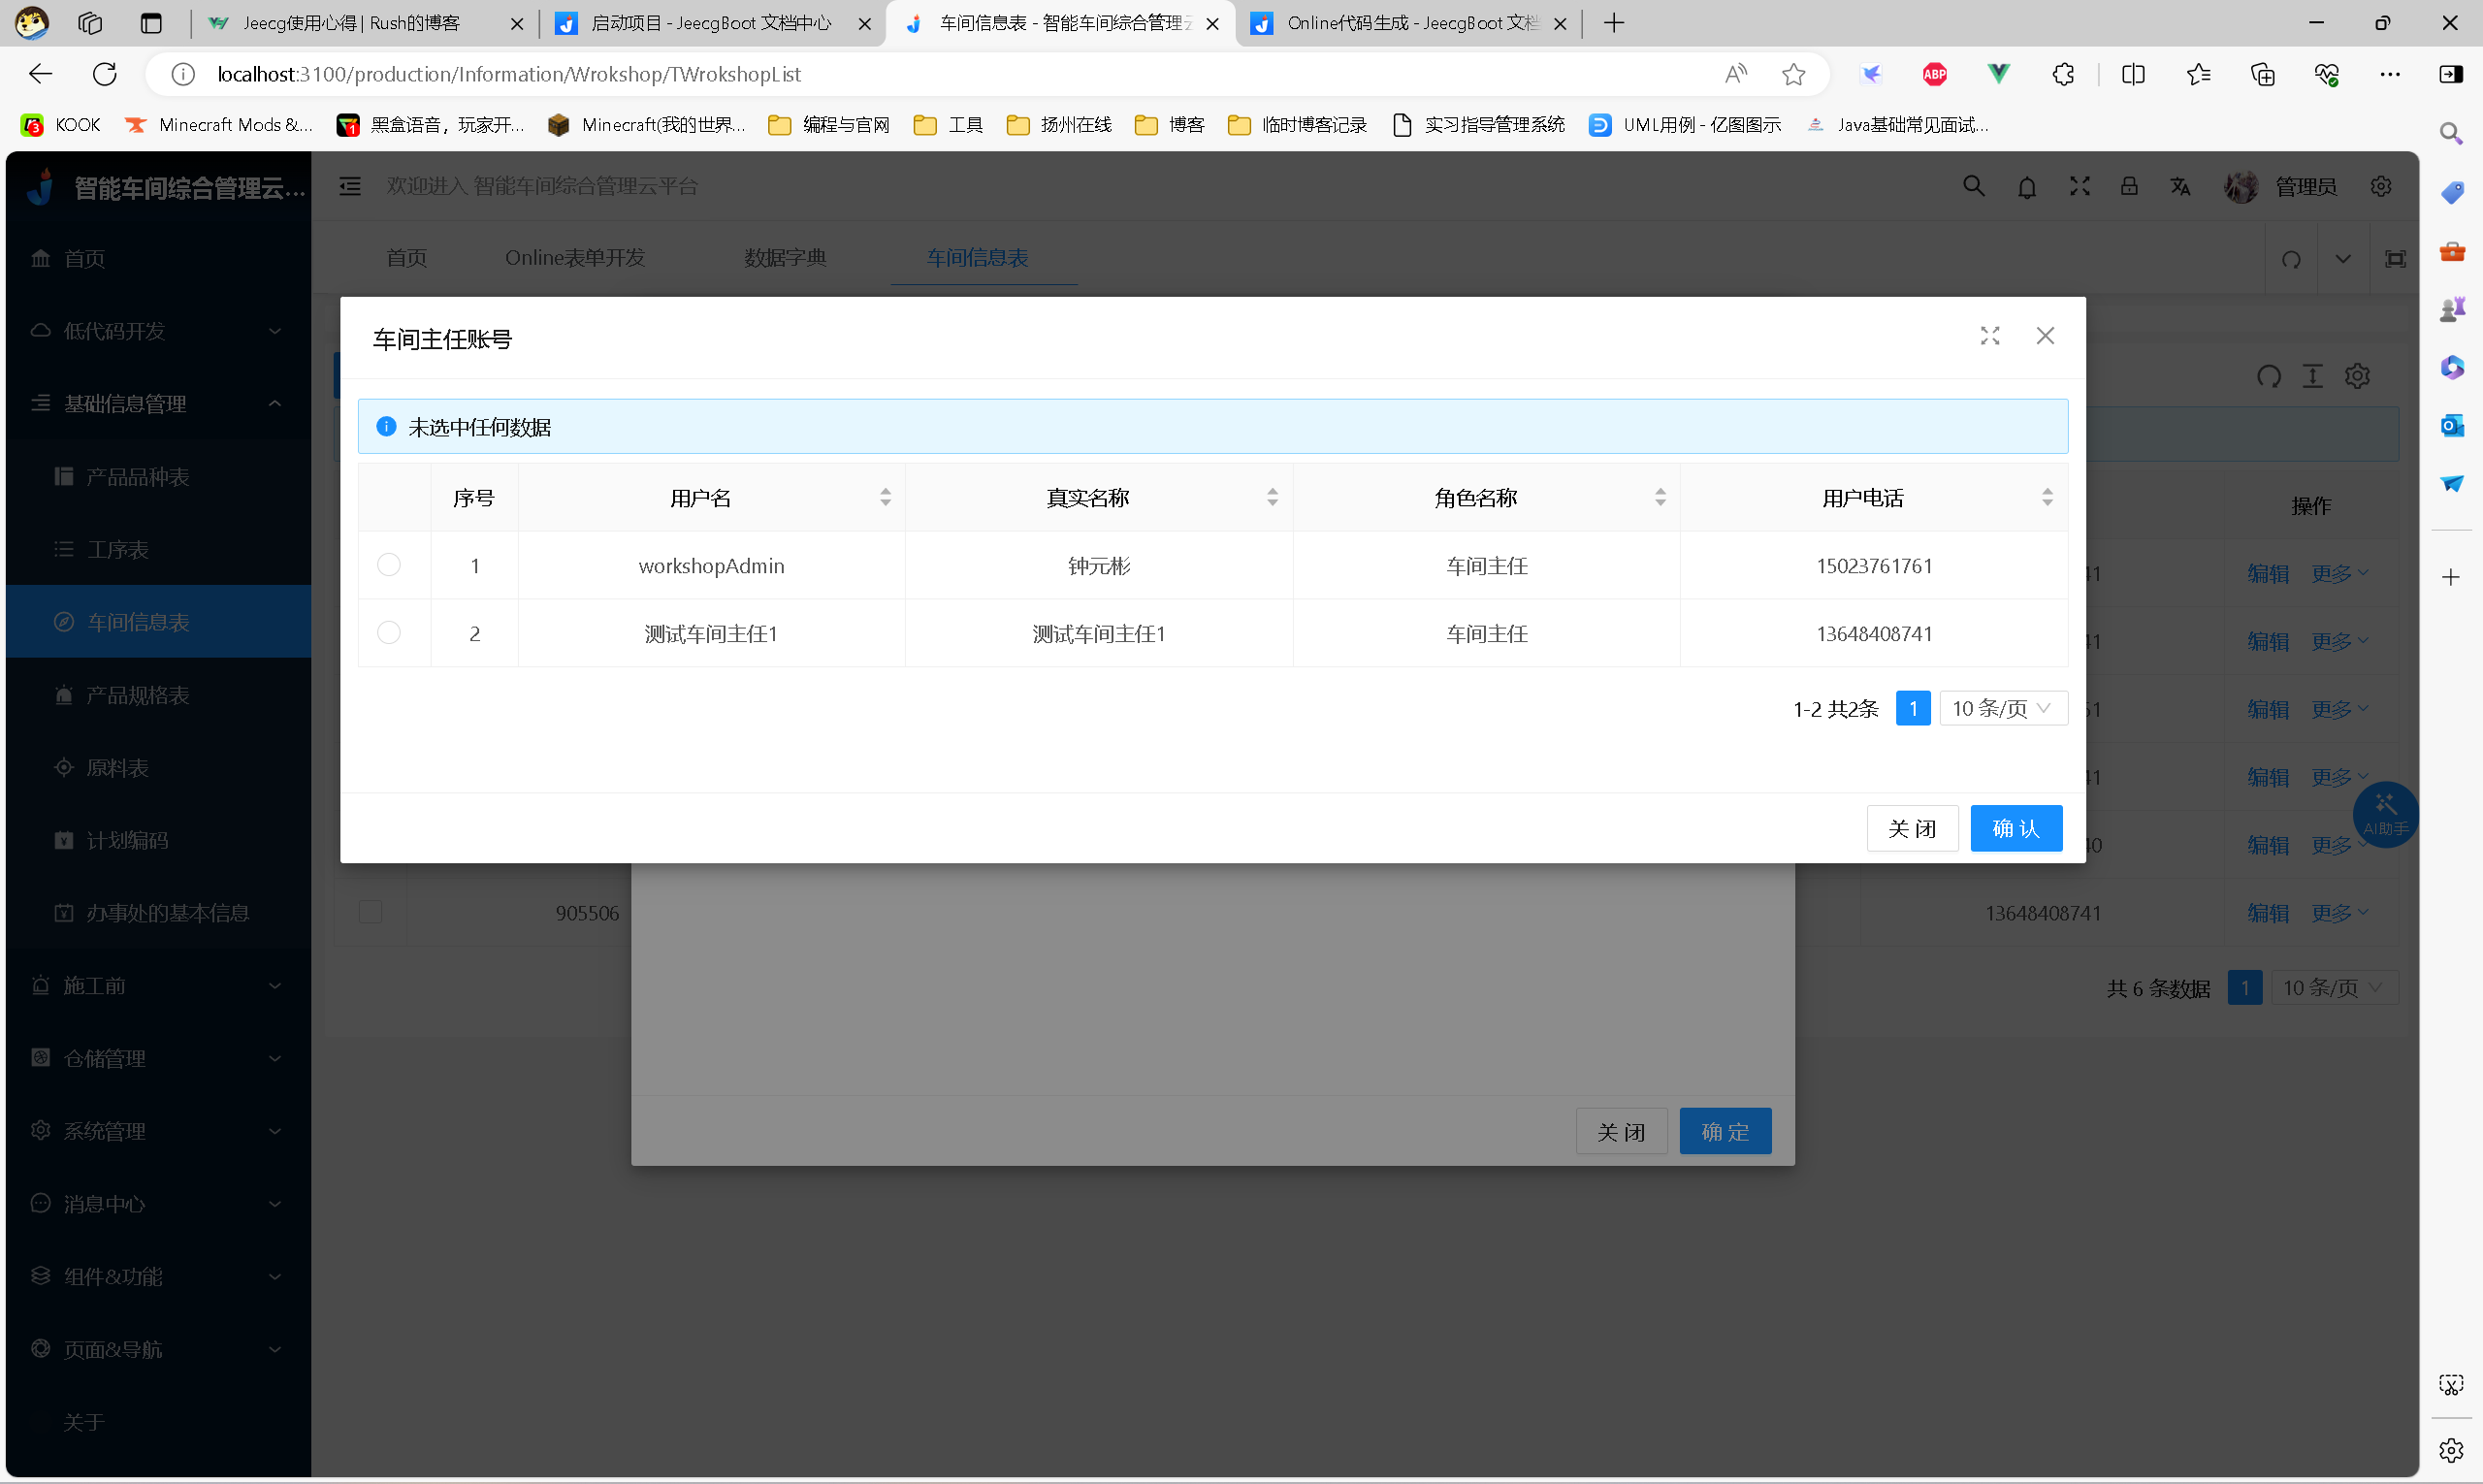 Jeecg使用心得 | Rush的博客
启动项目 - JeecgBoot 文档中心
车间信息表 - 智能车间综合管理云
Online代码生成 - JeecgBoot 文档
localhost:3100/production/Information/Wrokshop/TWrokshopList
KOOK
Minecraft Mods &...
黑盒语音，玩家开...
Minecraft(我的世界...
编程与官网
工具
扬州在线
博客
临时博客记录
实习指导管理系统
UML用例 - 亿图图示
Java基础常见面试...
智能车间综合管理云...
欢迎进入 智能车间综合管理云平台
管理员
首页
Online表单开发
数据字典
车间信息表
首页
低代码开发
基础信息管理
产品品种表
工序表
车间信息表
产品规格表
原料表
计划编码
办事处的基本信息
施工前
仓储管理
系统管理
消息中心
组件&功能
页面&导航
关于
车间主任账号
未选中任何数据
序号 用户名 真实名称 角色名称 用户电话
1 workshopAdmin 钟元彬 车间主任 15023761761
2 测试车间主任1 测试车间主任1 车间主任 13648408741
1-2 共2条 1 10 条/页
关 闭 确 认
操作
41 编辑 更多
41 编辑 更多
61 编辑 更多
41 编辑 更多
AI助手
40 编辑 更多
905506 13648408741 编辑 更多
共 6 条数据 1 10 条/页
关 闭 确 定